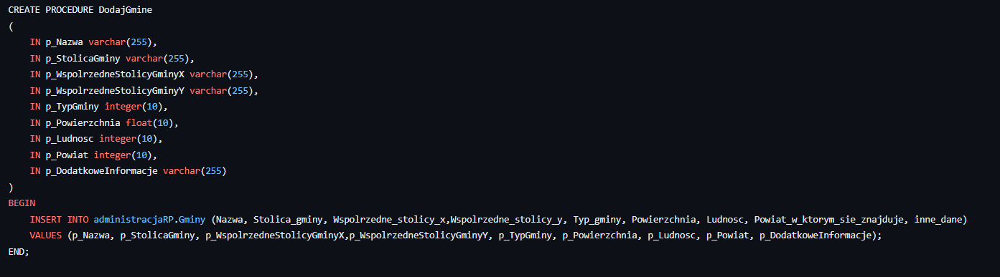 CREATE PROCEDURE DodajGmine
(
    IN p_Nazwa varchar(255),
    IN p_StolicaGminy varchar(255),
    IN p_WspolrzedneStolicyGminyX varchar(255),
    IN p_WspolrzedneStolicyGminyY varchar(255),
    IN p_TypGminy integer(10),
    IN p_Powierzchnia float(10),
    IN p_Ludnosc integer(10),
    IN p_Powiat integer(10),
    IN p_DodatkoweInformacje varchar(255)
)
BEGIN
    INSERT INTO administracjaRP.Gminy (Nazwa, Stolica_gminy, Wspolrzedne_stolicy_x,Wspolrzedne_stolicy_y, Typ_gminy, Powierzchnia, Ludnosc, Powiat_w_ktorym_sie_znajduje, inne_dane)
    VALUES (p_Nazwa, p_StolicaGminy, p_WspolrzedneStolicyGminyX,p_WspolrzedneStolicyGminyY, p_TypGminy, p_Powierzchnia, p_Ludnosc, p_Powiat, p_DodatkoweInformacje);
END;